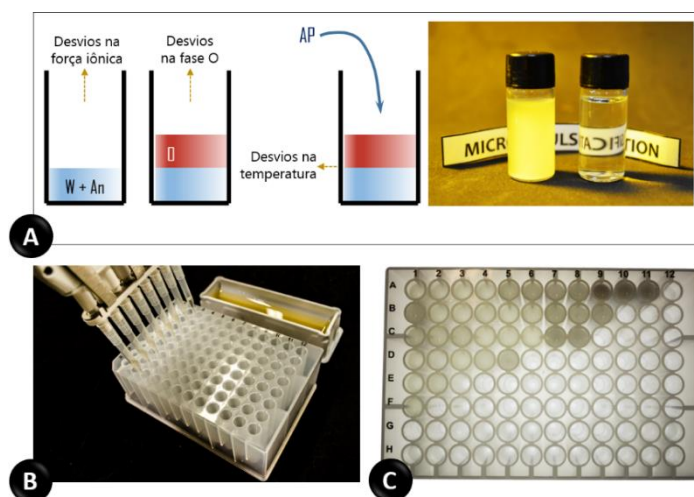 Desvios na
força iônica
Desvios
na fase O
AP
Desvios na
temperatura
W + An
A
B
C
1 2 3 4 5 6 7 8 9 10 11 12
A
B
C
D
E
F
G
H